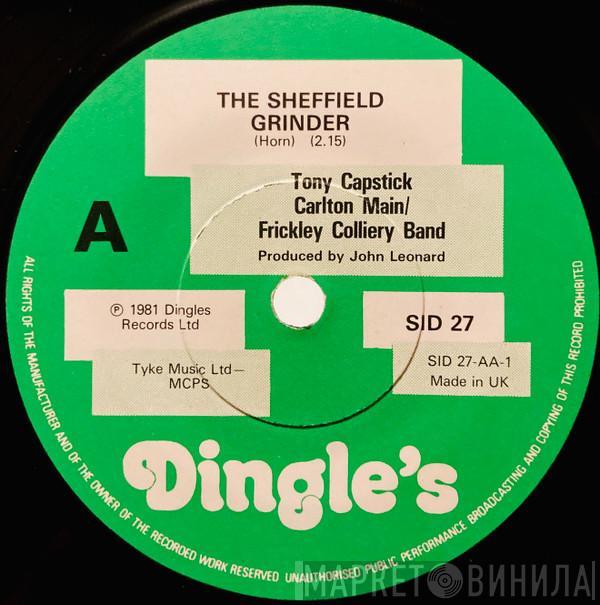 THE SHEFFIELD
GRINDER
(Horn) (2.15)
Tony Capstick
Carlton Main/
Frickley Colliery Band
Produced by John Leonard
A
℗ 1981 Dingles
Records Ltd
SID 27
Tyke Music Ltd—
MCPS
SID 27-AA-1
Made in UK
Dingle's
ALL RIGHTS OF THE MANUFACTURER AND OF THE OWNER OF THE RECORDED WORK RESERVED UNAUTHORISED PUBLIC PERFORMANCE BROADCASTING AND COPYING OF THIS RECORD PROHIBITED
МАРКЕТ ВИНИЛА